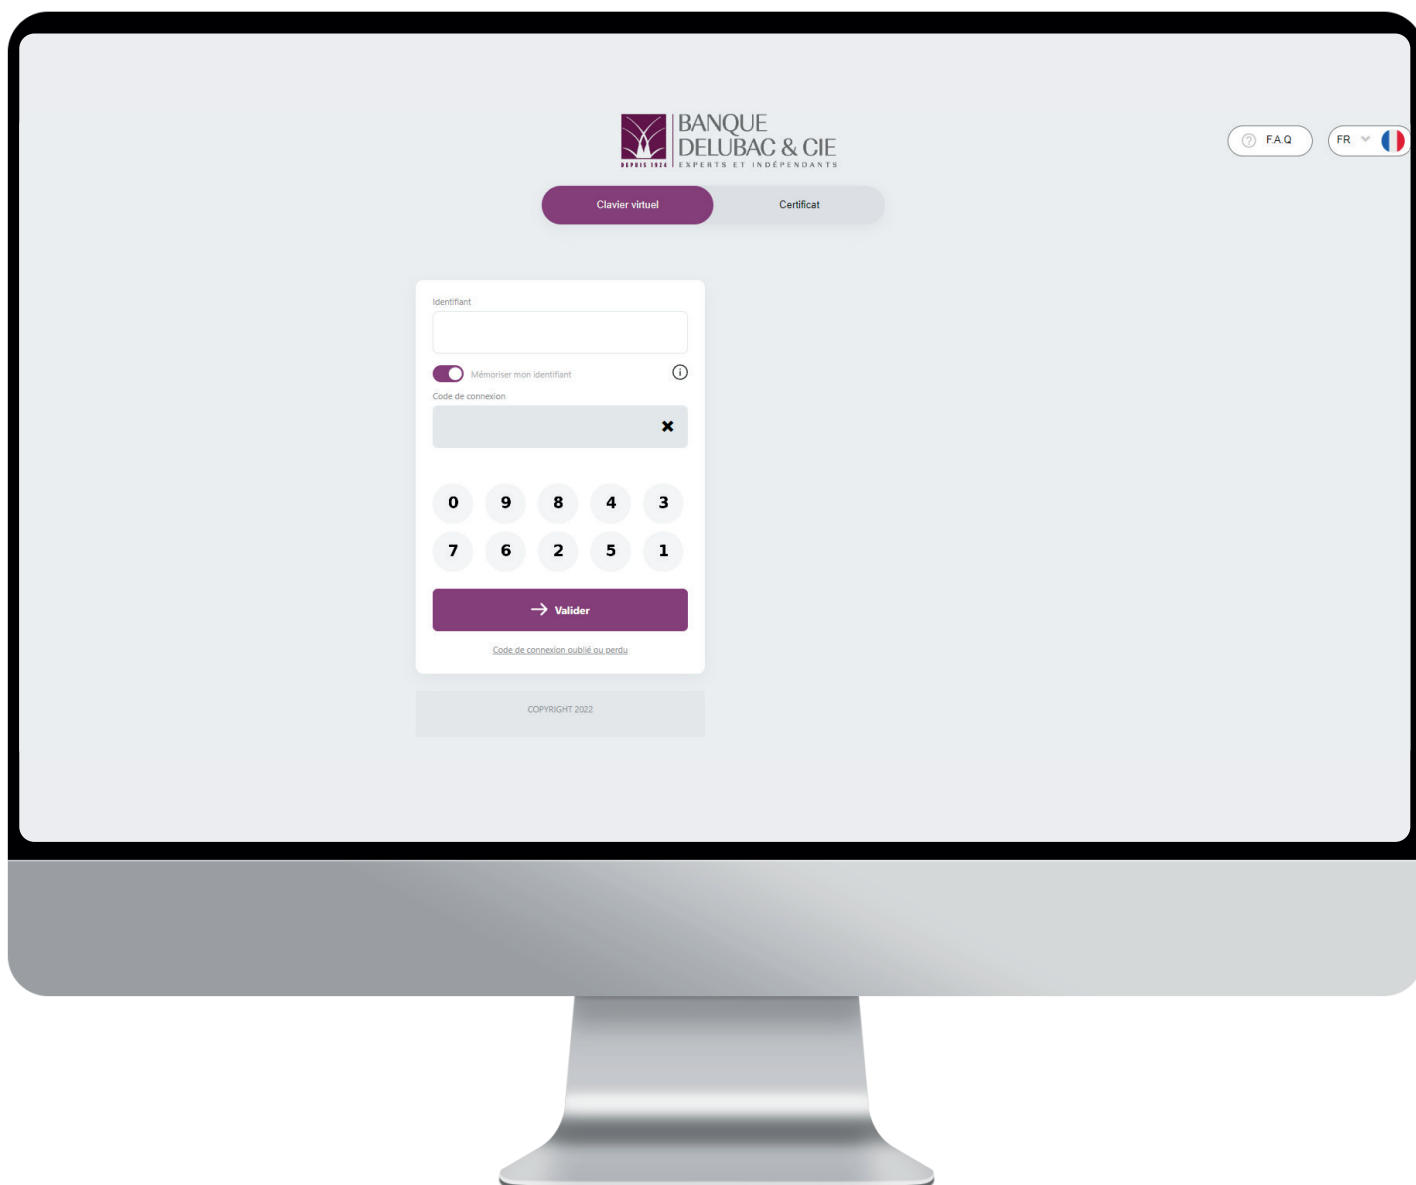 BANQUE
DELUBAC & CIE
DEPUIS 1924
EXPERTS ET INDÉPENDANTS
F.A.Q
FR
Clavier virtuel
Certificat
Identifiant
Mémoriser mon identifiant
Code de connexion
0 9 8 4 3
7 6 2 5 1
Valider
Code de connexion oublié ou perdu
COPYRIGHT 2022